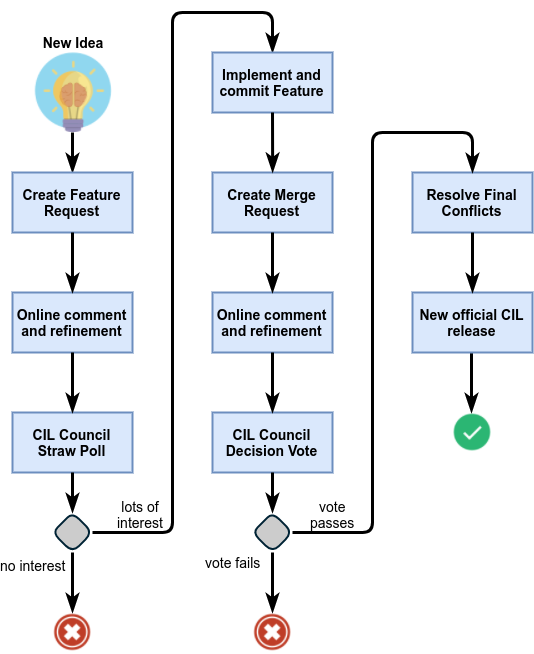 New Idea
Create Feature
Request
Online comment
and refinement
CIL Council
Straw Poll
lots of
interest
no interest
Implement and
commit Feature
Create Merge
Request
Online comment
and refinement
CIL Council
Decision Vote
vote
passes
vote fails
Resolve Final
Conflicts
New official CIL
release